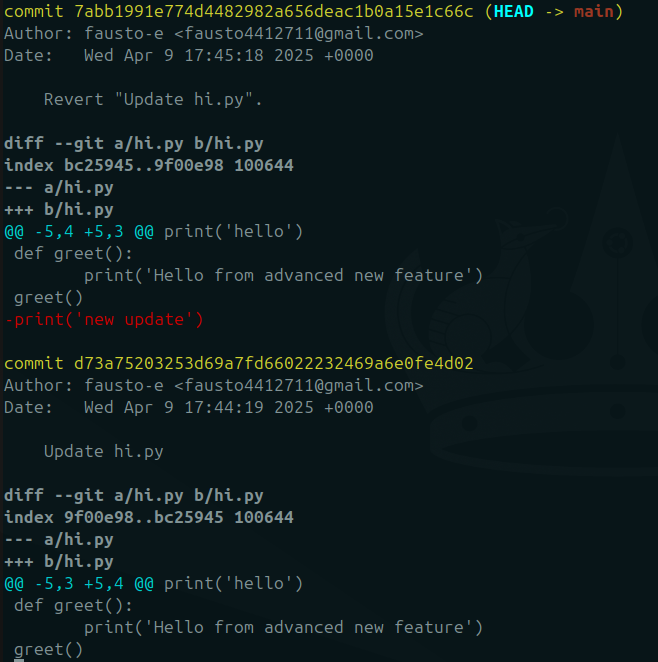 commit 7abb1991e774d4482982a656deac1b0a15e1c66c (HEAD -> main)
Author: fausto-e <fausto4412711@gmail.com>
Date:   Wed Apr 9 17:45:18 2025 +0000

    Revert "Update hi.py".

diff --git a/hi.py b/hi.py
index bc25945..9f00e98 100644
--- a/hi.py
+++ b/hi.py
@@ -5,4 +5,3 @@ print('hello')
 def greet():
        print('Hello from advanced new feature')
 greet()
-print('new update')

commit d73a75203253d69a7fd66022232469a6e0fe4d02
Author: fausto-e <fausto4412711@gmail.com>
Date:   Wed Apr 9 17:44:19 2025 +0000

    Update hi.py

diff --git a/hi.py b/hi.py
index 9f00e98..bc25945 100644
--- a/hi.py
+++ b/hi.py
@@ -5,3 +5,4 @@ print('hello')
 def greet():
        print('Hello from advanced new feature')
 greet()